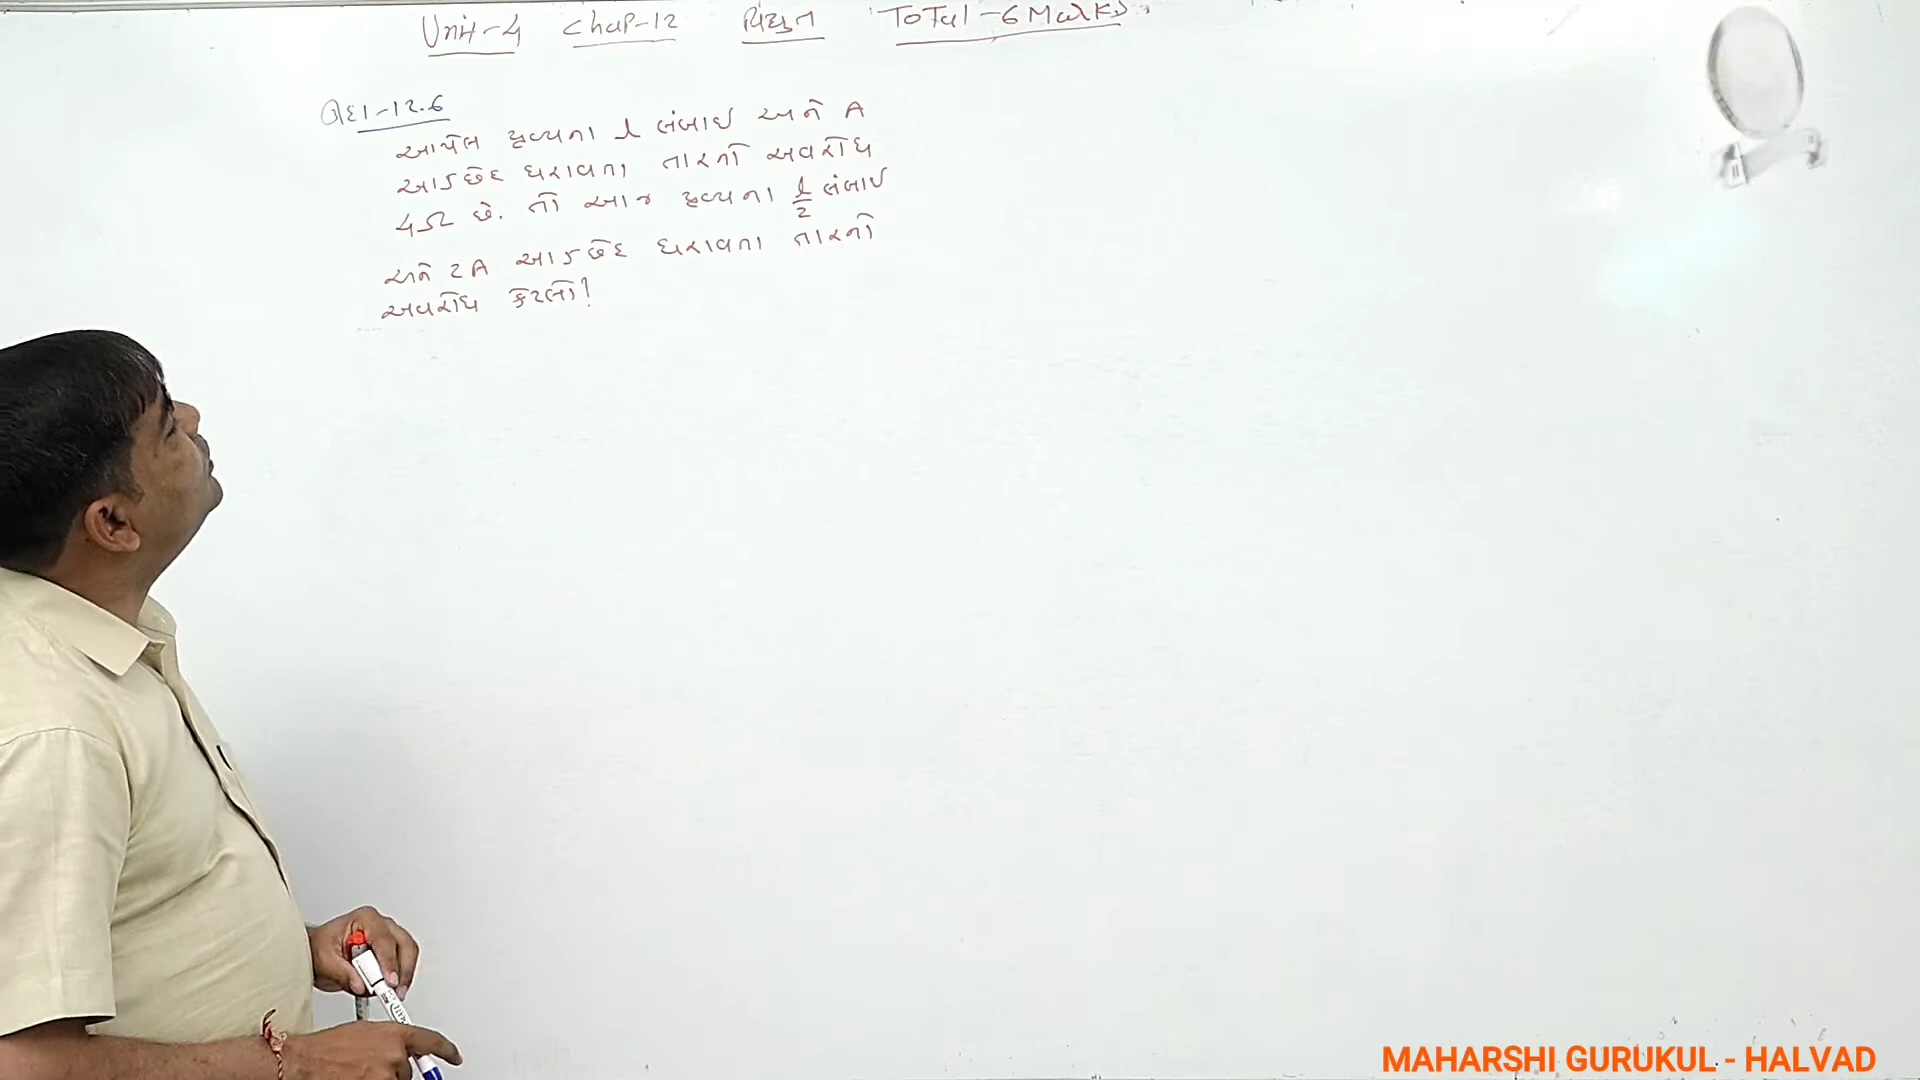 Unit-4 Chap-12 વિદ્યુત Total-6 Marks.
ઉદા-12.6
આપેલ દ્રવ્યના l લંબાઈ અને A
આડછેદ ધરાવતા તારનો અવરોધ
4Ω છે. તો આજ દ્રવ્યના l/2 લંબાઈ
અને 2A આડછેદ ધરાવતા તારનો
અવરોધ કેટલો?
MAHARSHI GURUKUL - HALVAD